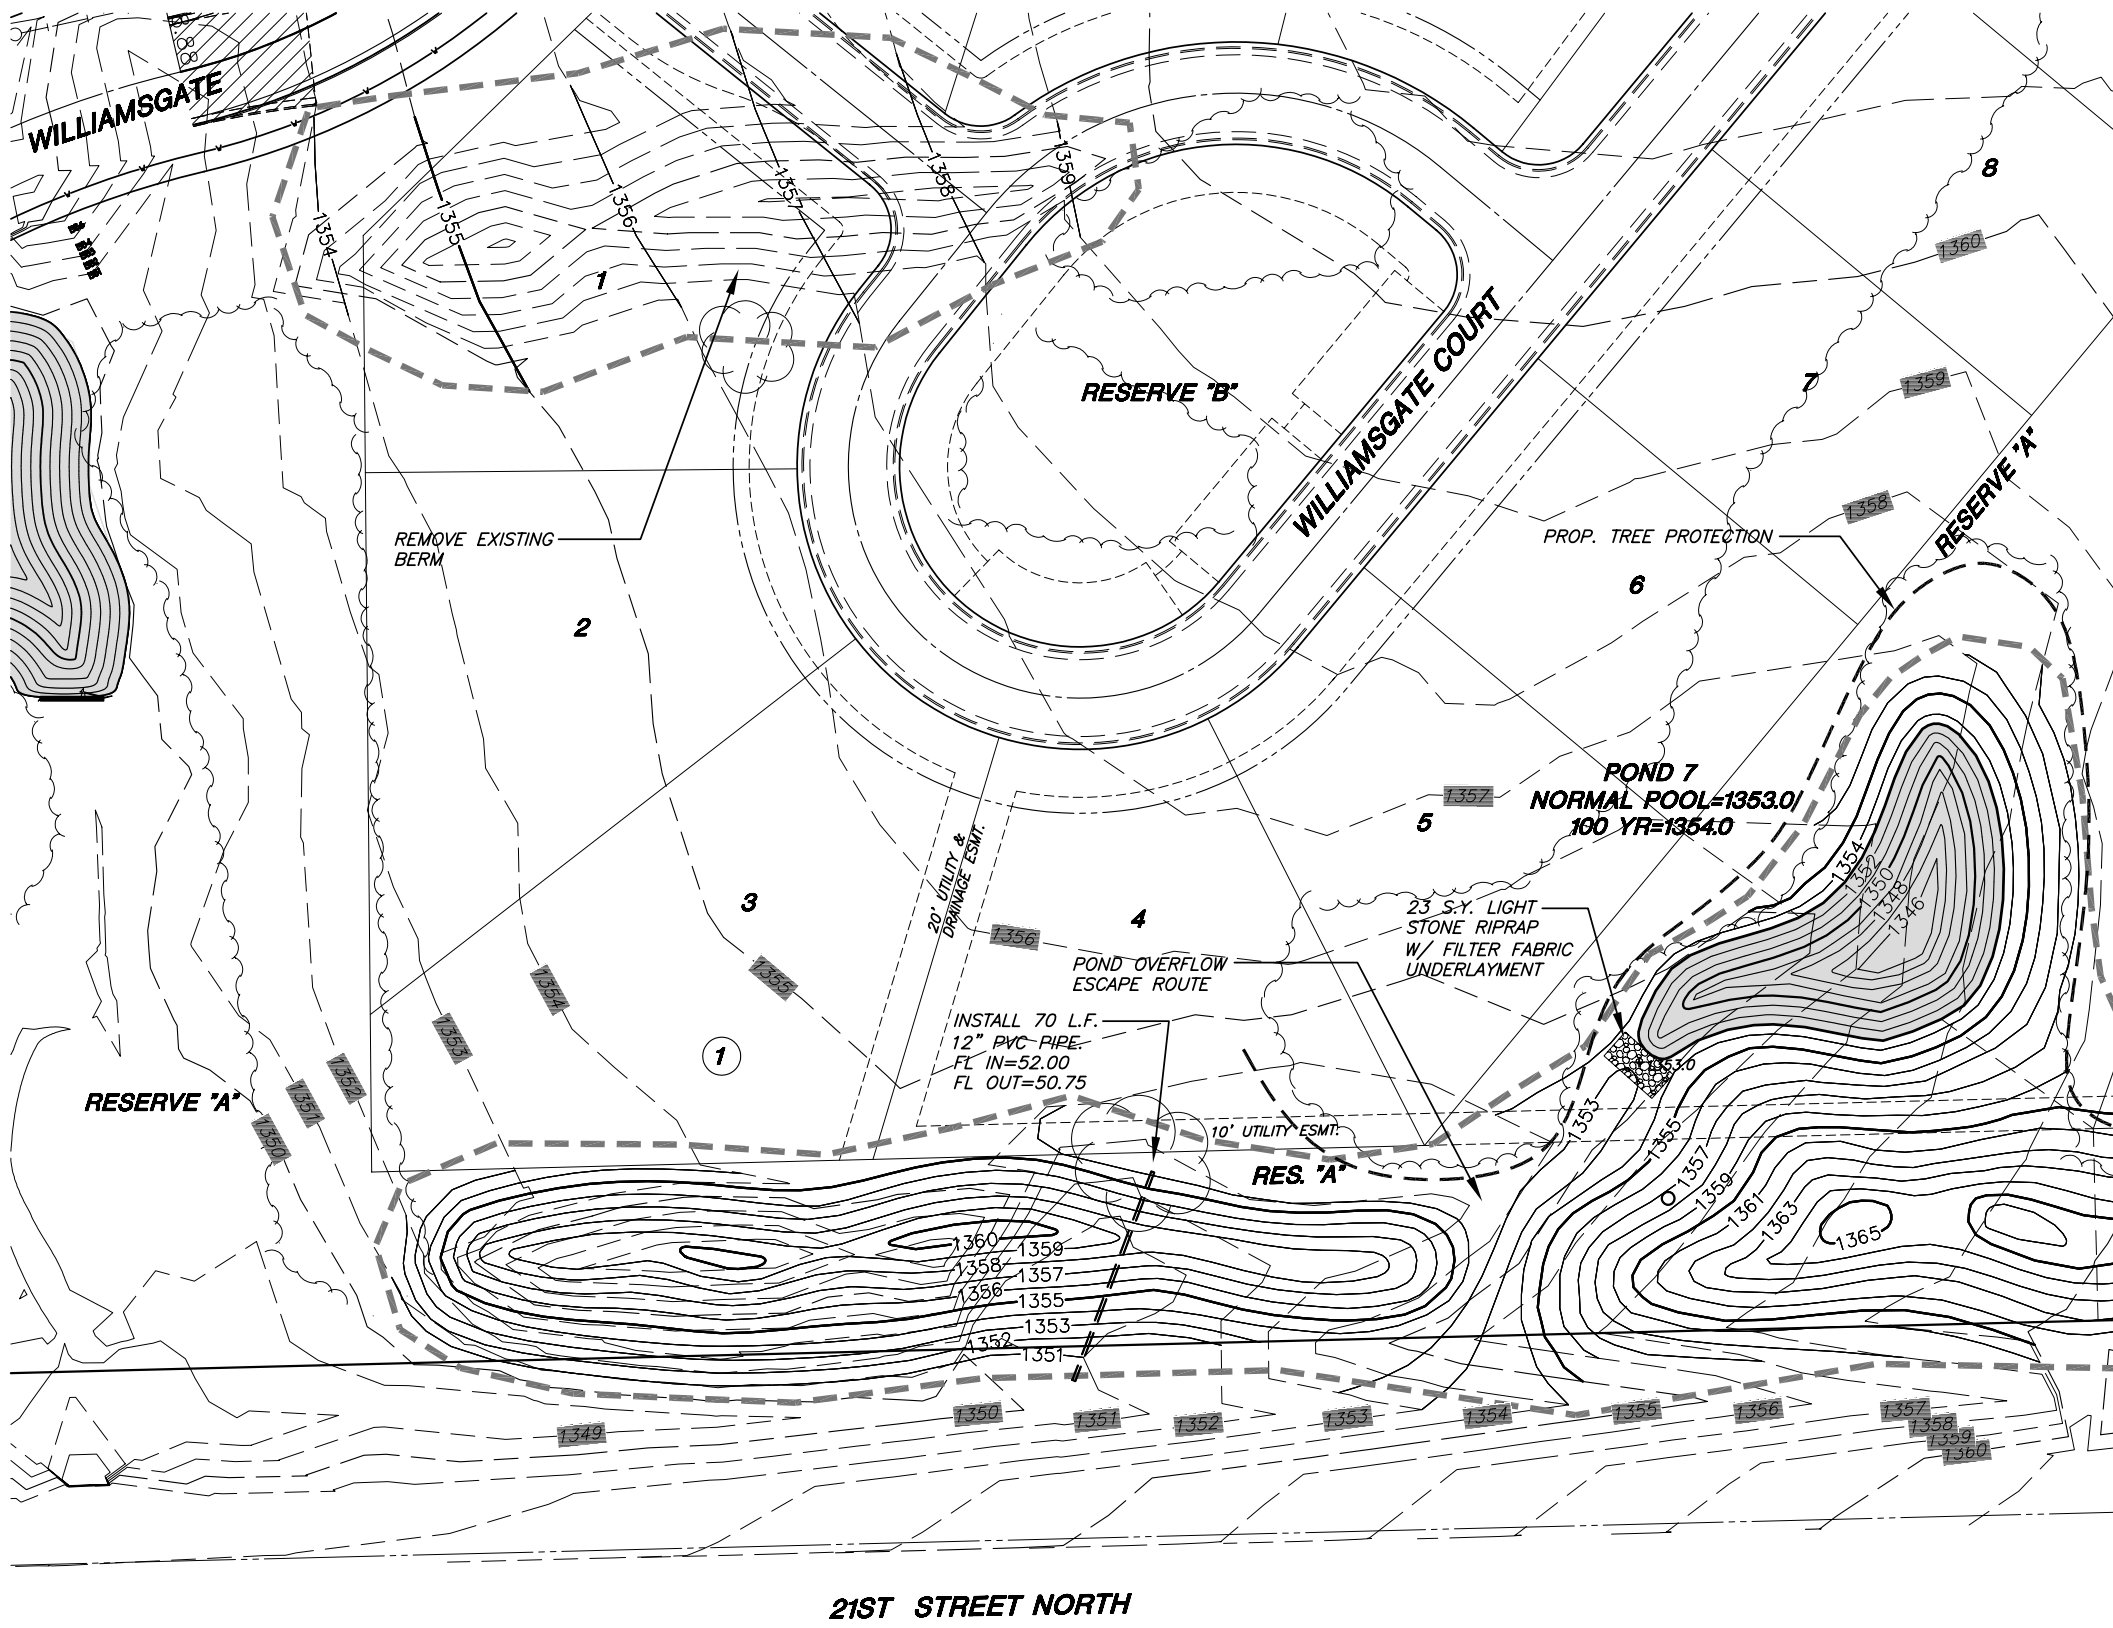 WILLIAMSGATE
1354
1355
1356
1357
1358
1359
1
8
1360
RESERVE "B"
WILLIAMSGATE COURT
7
1359
RESERVE "A"
1358
REMOVE EXISTING
BERM
PROP. TREE PROTECTION
6
2
POND 7
NORMAL POOL=1353.0/
100 YR=1354.0
1357
5
1354
1352
1350
1348
1346
3
20' UTILITY &
DRAINAGE ESMT.
4
1356
23 S.Y. LIGHT
STONE RIPRAP
W/ FILTER FABRIC
UNDERLAYMENT
POND OVERFLOW
ESCAPE ROUTE
1355
1354
1353
1352
1351
1350
INSTALL 70 L.F.
12" PVC PIPE.
FL IN=52.00
FL OUT=50.75
1
RESERVE "A"
1353.0
10' UTILITY ESMT.
RES. "A"
1353
1355
1357
1359
1361
1363
1365
1360
1359
1358
1357
1356
1355
1353
1352
1351
1349
1350
1351
1352
1353
1354
1355
1356
1357
1358
1359
1360
21ST STREET NORTH